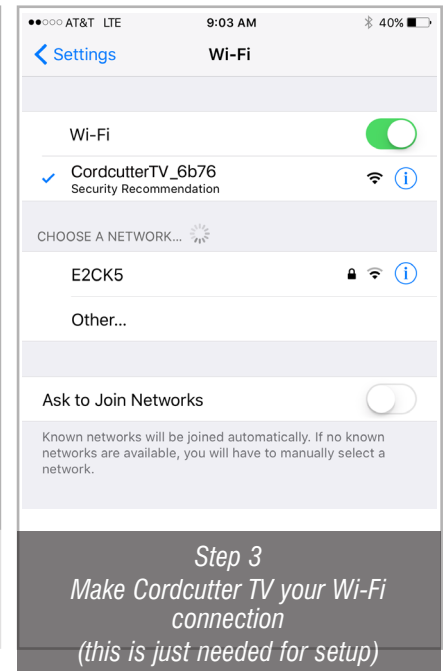 AT&T LTE 9:03 AM 40%
Settings Wi-Fi
Wi-Fi
CordcutterTV_6b76
Security Recommendation
CHOOSE A NETWORK...
E2CK5
Other...
Ask to Join Networks
Known networks will be joined automatically. If no known
networks are available, you will have to manually select a
network.
Step 3
Make Cordcutter TV your Wi-Fi
connection
(this is just needed for setup)